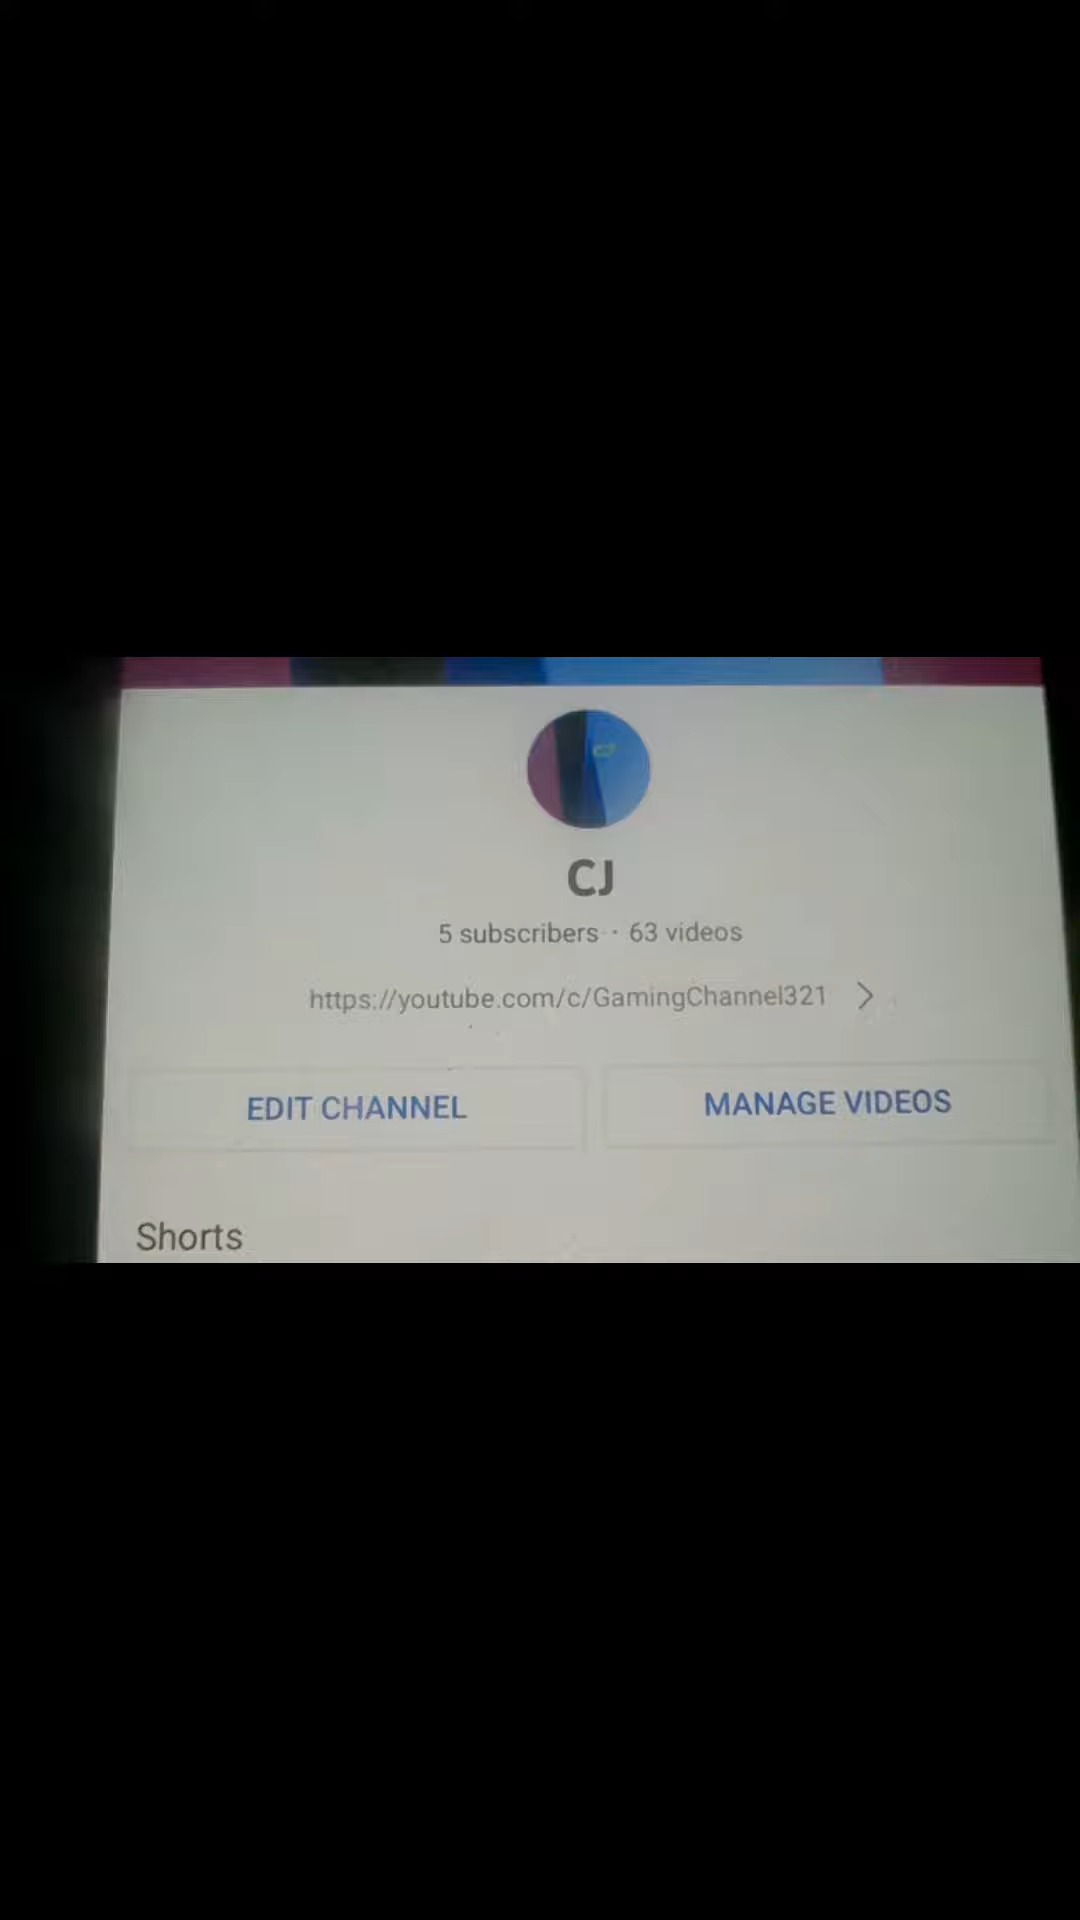 CJ
5 subscribers · 63 videos
https://youtube.com/c/GamingChannel321
EDIT CHANNEL
MANAGE VIDEOS
Shorts